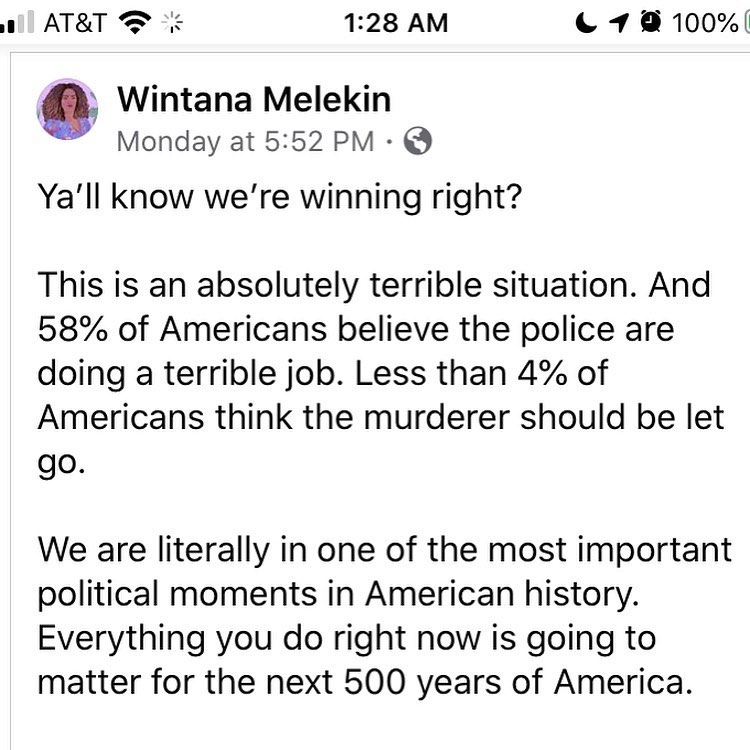 AT&T 1:28 AM 100%
Wintana Melekin
Monday at 5:52 PM ·
Ya’ll know we’re winning right?
This is an absolutely terrible situation. And
58% of Americans believe the police are
doing a terrible job. Less than 4% of
Americans think the murderer should be let
go.
We are literally in one of the most important
political moments in American history.
Everything you do right now is going to
matter for the next 500 years of America.